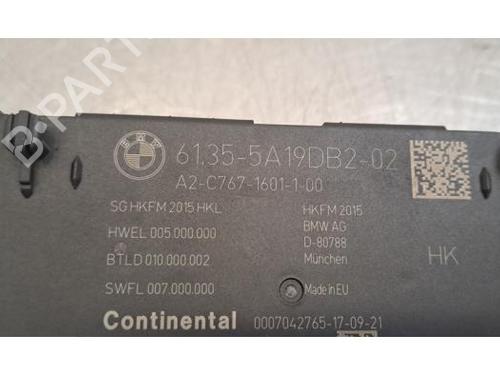 BMW
61.35-5A19DB2-02
A2-C767-1601-1-00
SG HKFM 2015 HKL
HWEL 005.000.000
BTLD 010.000.002
SWFL 007.000.000
HKFM 2015
BMW AG
D-80788
München
HK
Made in EU
Continental 0007042765-17-09-21
B-PARTS